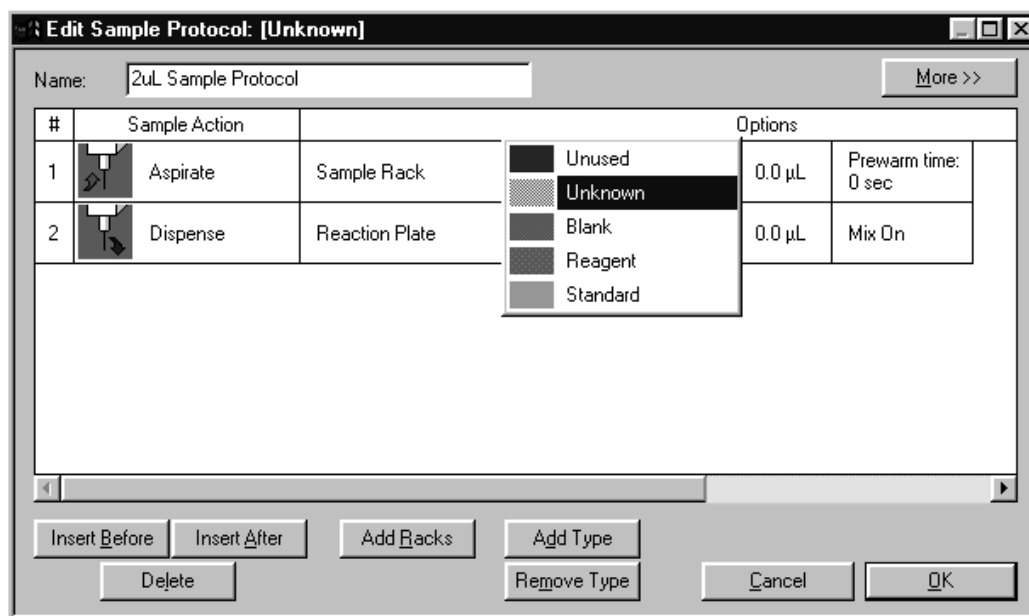 Edit Sample Protocol: [Unknown]
Name: 2uL Sample Protocol More >>
# Sample Action Options
1 Aspirate Sample Rack 0.0 µL Prewarm time:
0 sec
2 Dispense Reaction Plate 0.0 µL Mix On
Unused
Unknown
Blank
Reagent
Standard
Insert Before Insert After Add Racks Add Type
Delete Remove Type Cancel OK